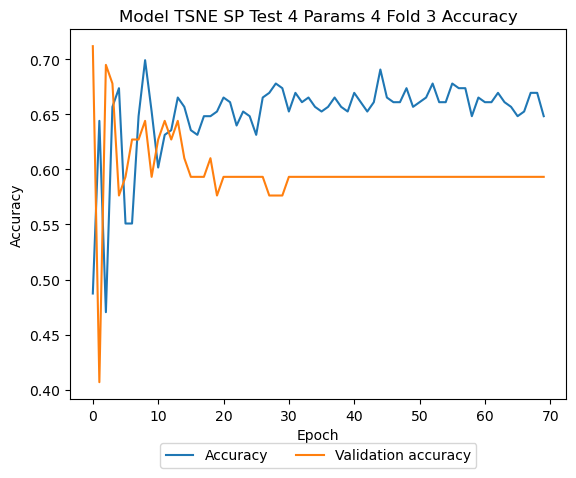 Model TSNE SP Test 4 Params 4 Fold 3 Accuracy
0.70
0.65
0.60
0.55
0.50
0.45
0.40
Accuracy
0 10 20 30 40 50 60 70
Epoch
Accuracy Validation accuracy